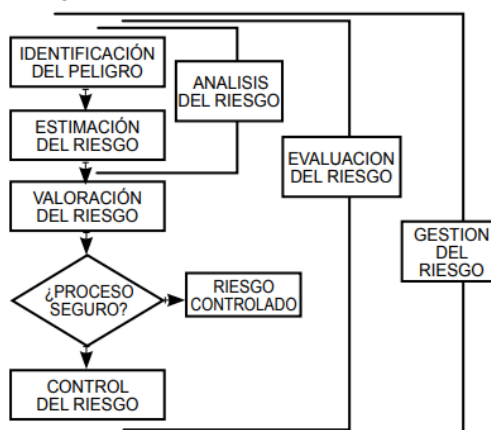 IDENTIFICACIÓN
DEL PELIGRO
ANALISIS
DEL RIESGO
ESTIMACIÓN
DEL RIESGO
EVALUACION
DEL RIESGO
VALORACIÓN
DEL RIESGO
GESTION
DEL
RIESGO
¿PROCESO
SEGURO?
RIESGO
CONTROLADO
CONTROL
DEL RIESGO